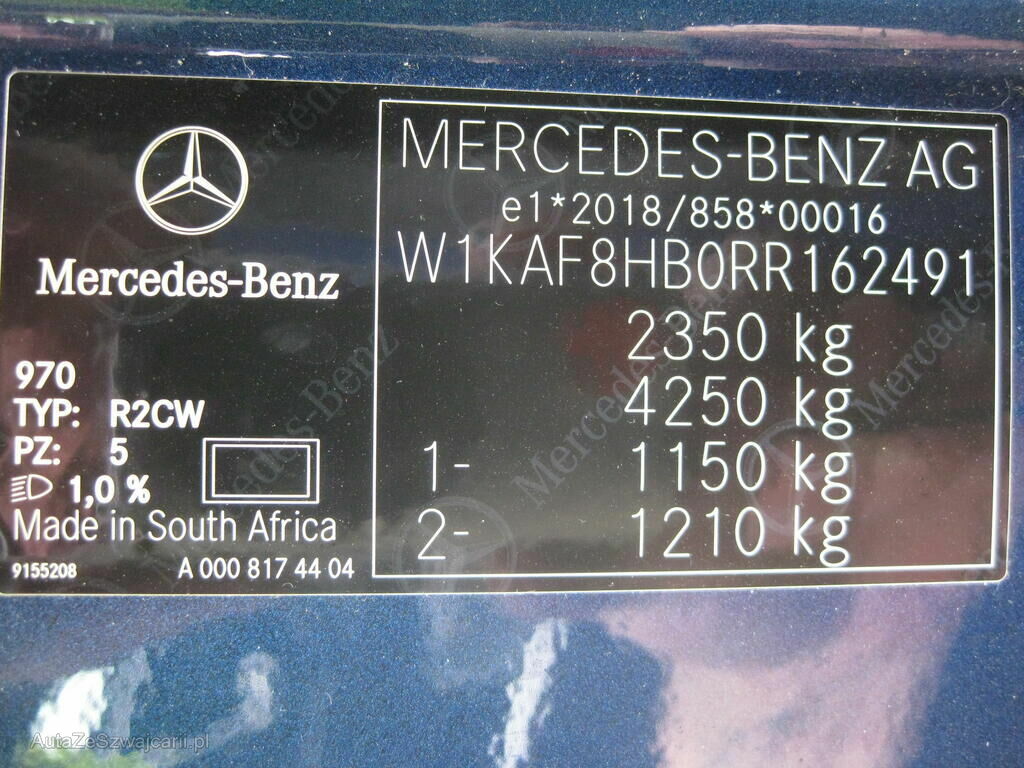 Mercedes-Benz
970
TYP: R2CW
PZ: 5
1,0 %
Made in South Africa
9155208 A 000 817 44 04
MERCEDES-BENZ AG
e1*2018/858*00016
W1KAF8HB0RR162491
2350 kg
4250 kg
1- 1150 kg
2- 1210 kg
AutaZeSzwajcarii.pl